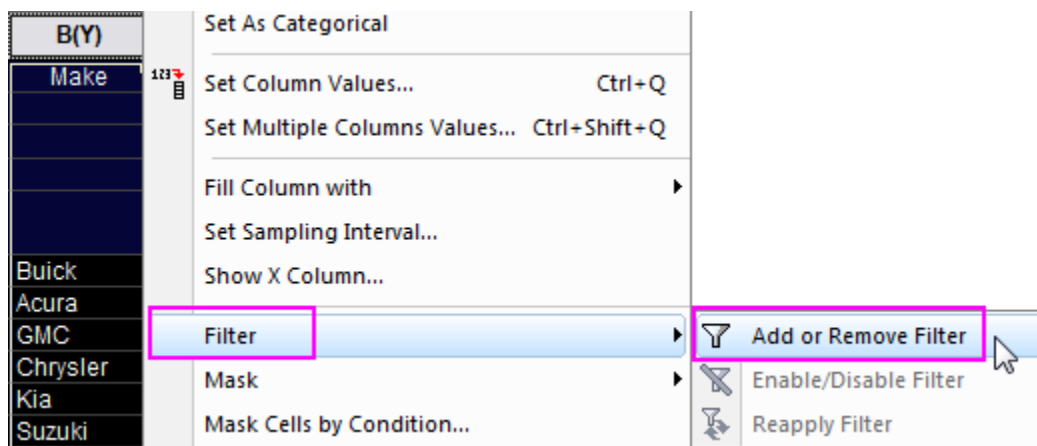 B(Y)
Make
Buick
Acura
GMC
Chrysler
Kia
Suzuki
Set As Categorical
123
Set Column Values... Ctrl+Q
Set Multiple Columns Values... Ctrl+Shift+Q
Fill Column with
Set Sampling Interval...
Show X Column...
Filter
Mask
Mask Cells by Condition...
Add or Remove Filter
Enable/Disable Filter
Reapply Filter